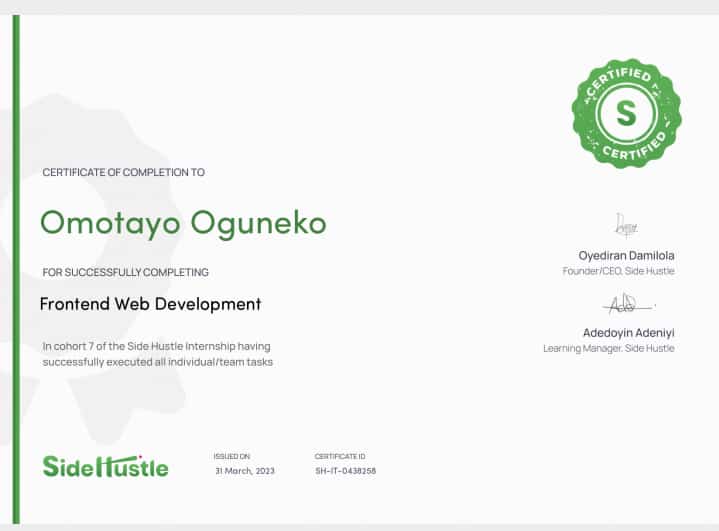 CERTIFIED
S
CERTIFIED
CERTIFICATE OF COMPLETION TO
Omotayo Oguneko
FOR SUCCESSFULLY COMPLETING
Frontend Web Development
In cohort 7 of the Side Hustle Internship having
successfully executed all individual/team tasks
Oyediran Damilola
Founder/CEO, Side Hustle
Adedoyin Adeniyi
Learning Manager, Side Hustle
SideHustle
ISSUED ON
31 March, 2023
CERTIFICATE ID
SH-IT-0438258